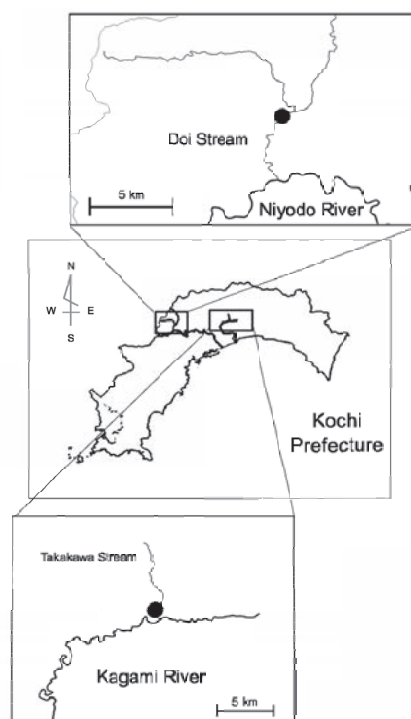 Doi Stream
5 km
Niyodo River
N
W E
S
Kochi
Prefecture
Takakawa Stream
Kagami River
5 km